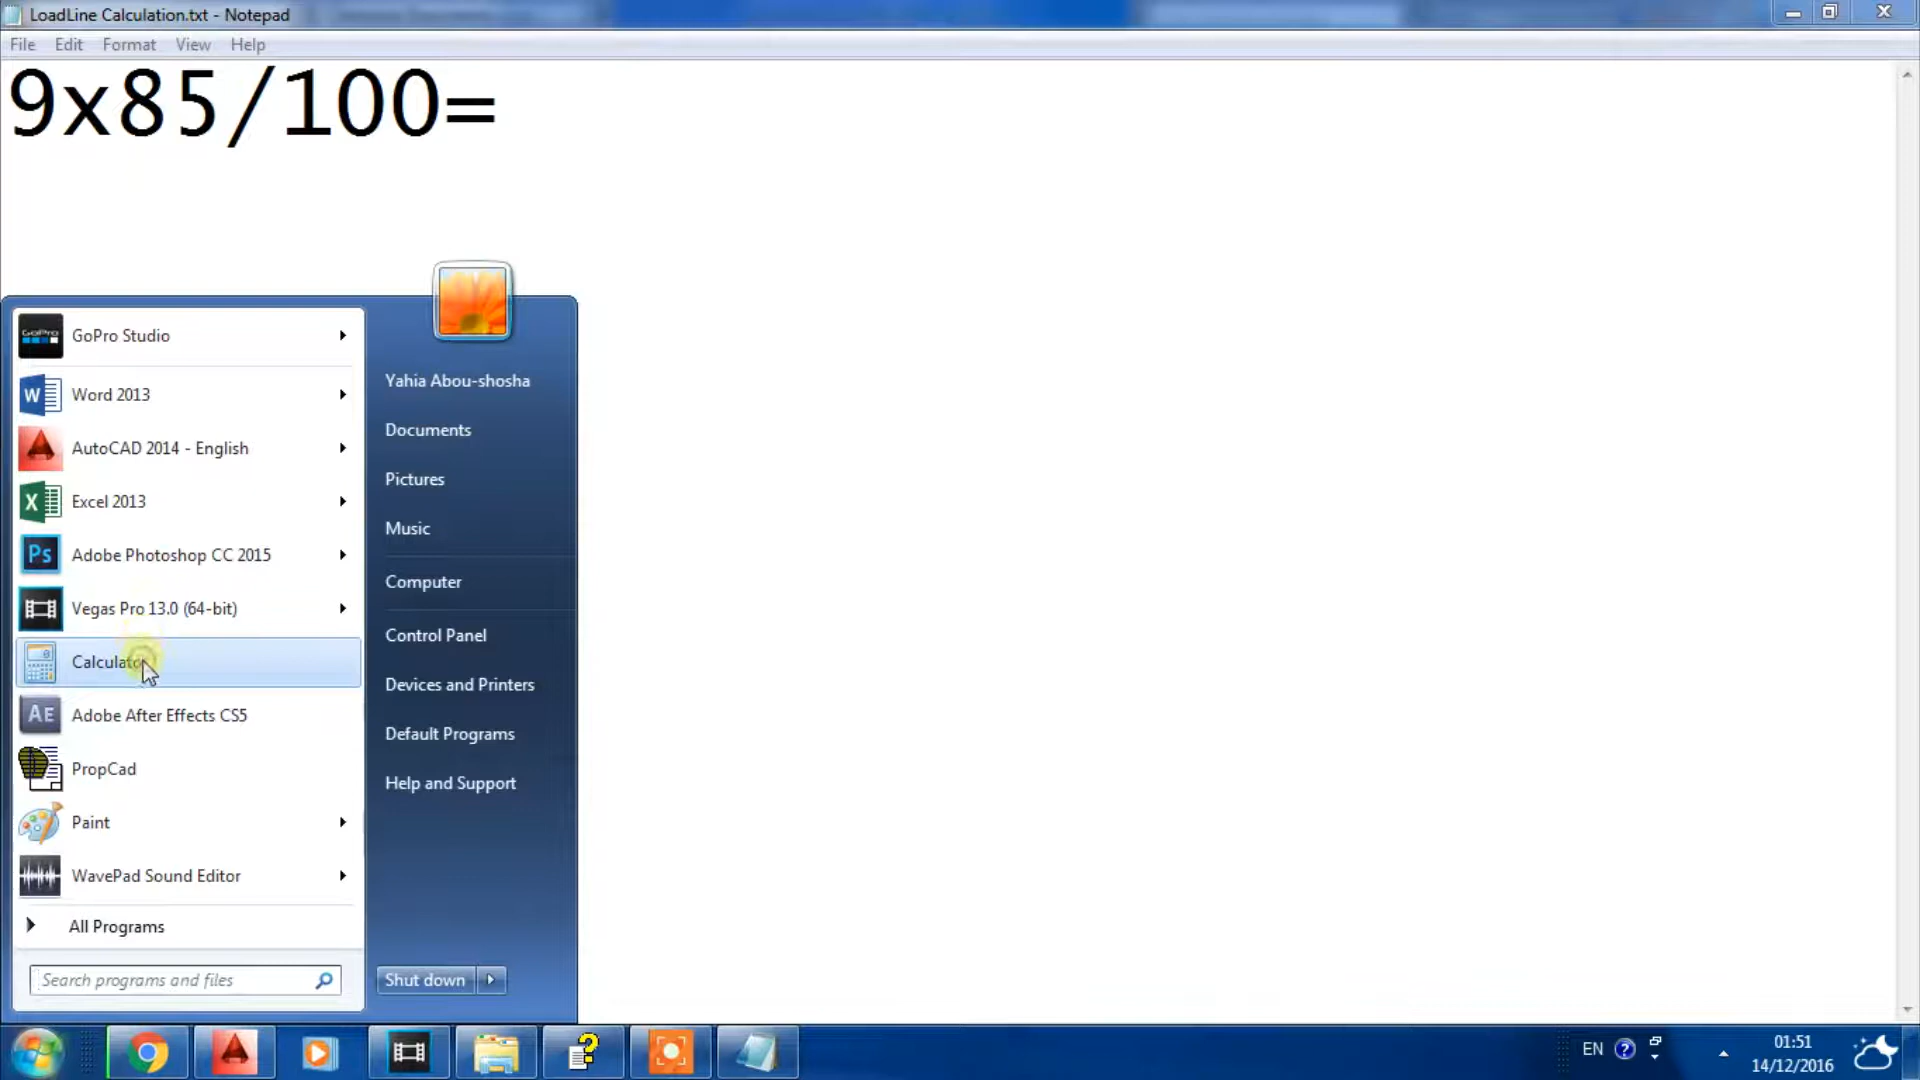 LoadLine Calculation.txt - Notepad
File Edit Format View Help
9x85/100=
GoPro
GoPro Studio
W
Word 2013
AutoCAD 2014 - English
X
Excel 2013
Ps
Adobe Photoshop CC 2015
Vegas Pro 13.0 (64-bit)
Calculator
AE
Adobe After Effects CS5
PropCad
Paint
WavePad Sound Editor
All Programs
Search programs and files
Yahia Abou-shosha
Documents
Pictures
Music
Computer
Control Panel
Devices and Printers
Default Programs
Help and Support
Shut down
EN
01:51
14/12/2016